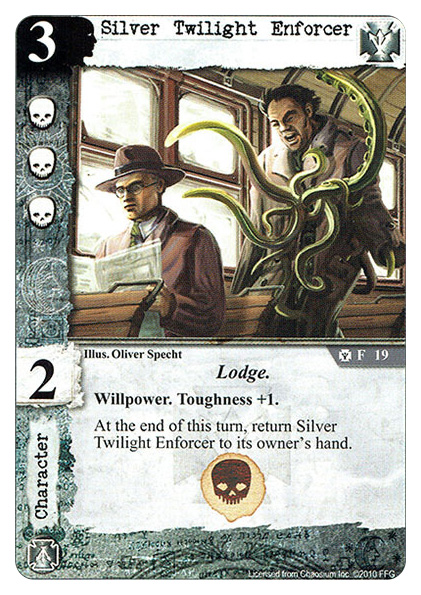 3
Silver Twilight Enforcer
Illus. Oliver Specht
F 19
2
Lodge.
Willpower. Toughness +1.
At the end of this turn, return Silver
Twilight Enforcer to its owner's hand.
Character
Licensed from Chaosium Inc. ©2010 FFG